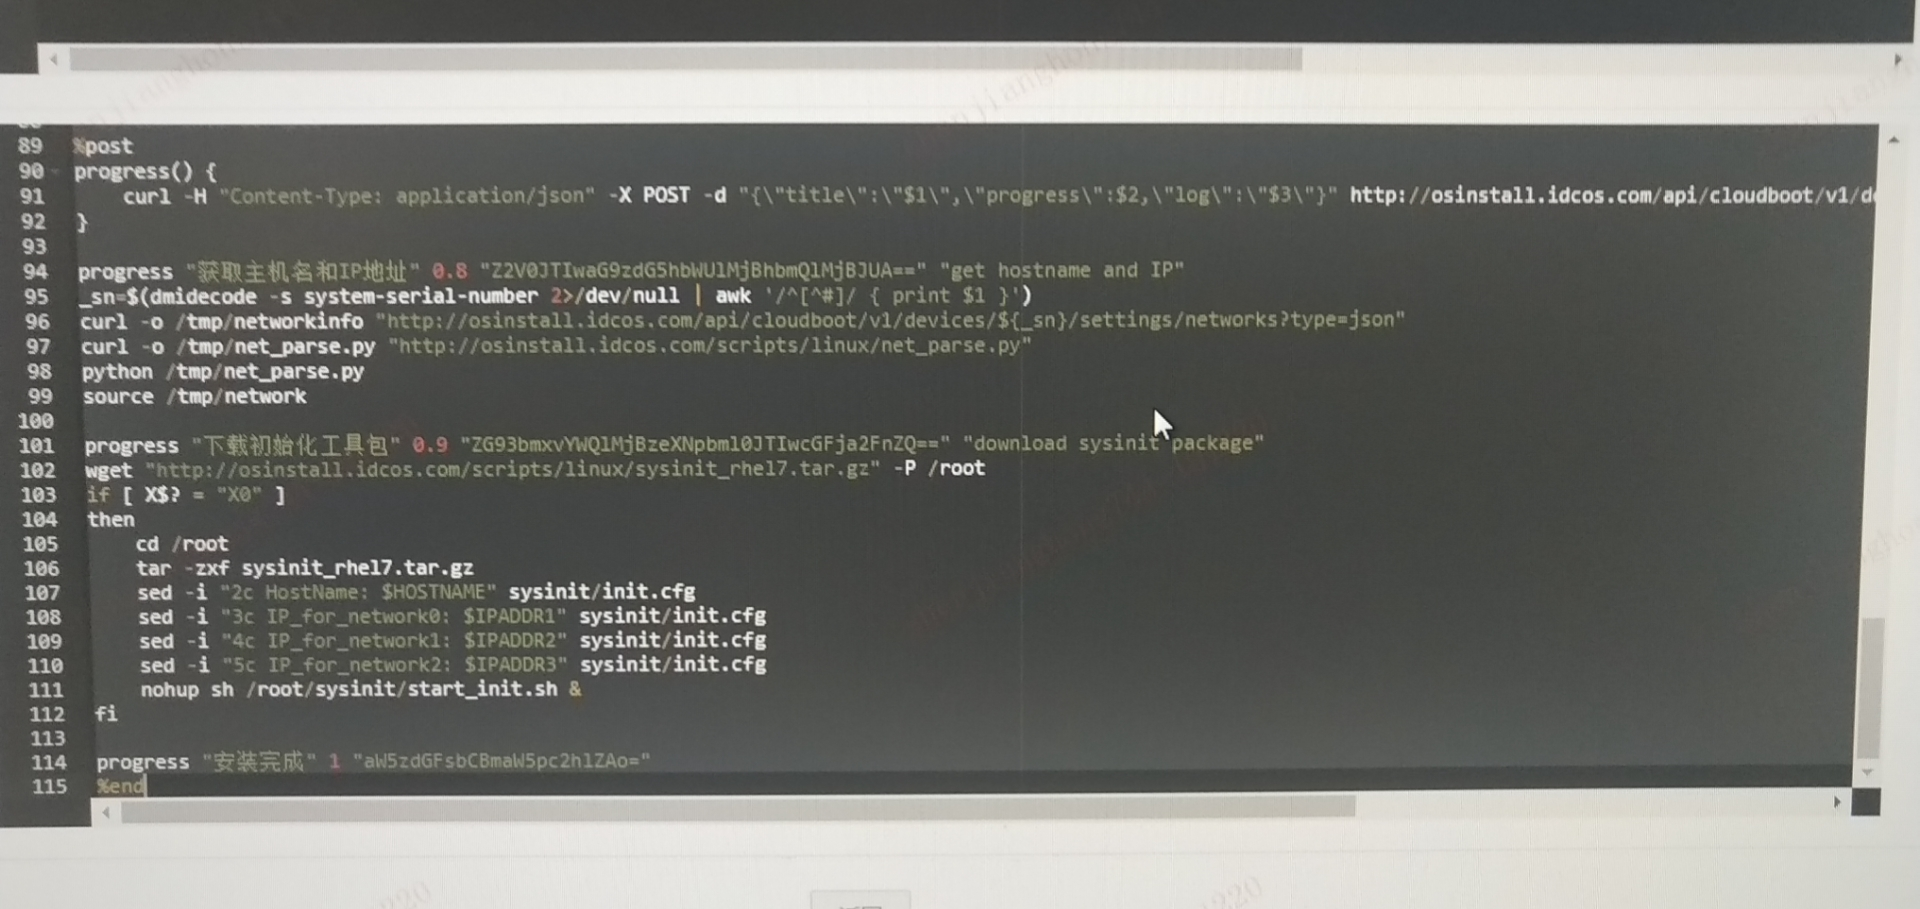 89 %post
90 progress() {
91 curl -H "Content-Type: application/json" -X POST -d "{\"title\":\"$1\",\"progress\":$2,\"log\":\"$3\"}" http://osinstall.idcos.com/api/cloudboot/v1/de
92 }
93
94 progress "获取主机名和IP地址" 0.8 "Z2V0JTIwaG9zdG5hbWUlMjBhbmQlMjBJUA==" "get hostname and IP"
95 _sn=$(dmidecode -s system-serial-number 2>/dev/null | awk '/^[^#]/ { print $1 }')
96 curl -o /tmp/networkinfo "http://osinstall.idcos.com/api/cloudboot/v1/devices/${_sn}/settings/networks?type=json"
97 curl -o /tmp/net_parse.py "http://osinstall.idcos.com/scripts/linux/net_parse.py"
98 python /tmp/net_parse.py
99 source /tmp/network
100
101 progress "下载初始化工具包" 0.9 "ZG93bmxvYWQlMjBzeXNpbml0JTIwcGFja2FnZQ==" "download sysinit package"
102 wget "http://osinstall.idcos.com/scripts/linux/sysinit_rhel7.tar.gz" -P /root
103 if [ X$? = "X0" ]
104 then
105 cd /root
106 tar -zxf sysinit_rhel7.tar.gz
107 sed -i "2c HostName: $HOSTNAME" sysinit/init.cfg
108 sed -i "3c IP_for_network0: $IPADDR1" sysinit/init.cfg
109 sed -i "4c IP_for_network1: $IPADDR2" sysinit/init.cfg
110 sed -i "5c IP_for_network2: $IPADDR3" sysinit/init.cfg
111 nohup sh /root/sysinit/start_init.sh &
112 fi
113
114 progress "安装完成" 1 "aW5zdGFsbCBmaW5pc2hlZAo="
115 %end